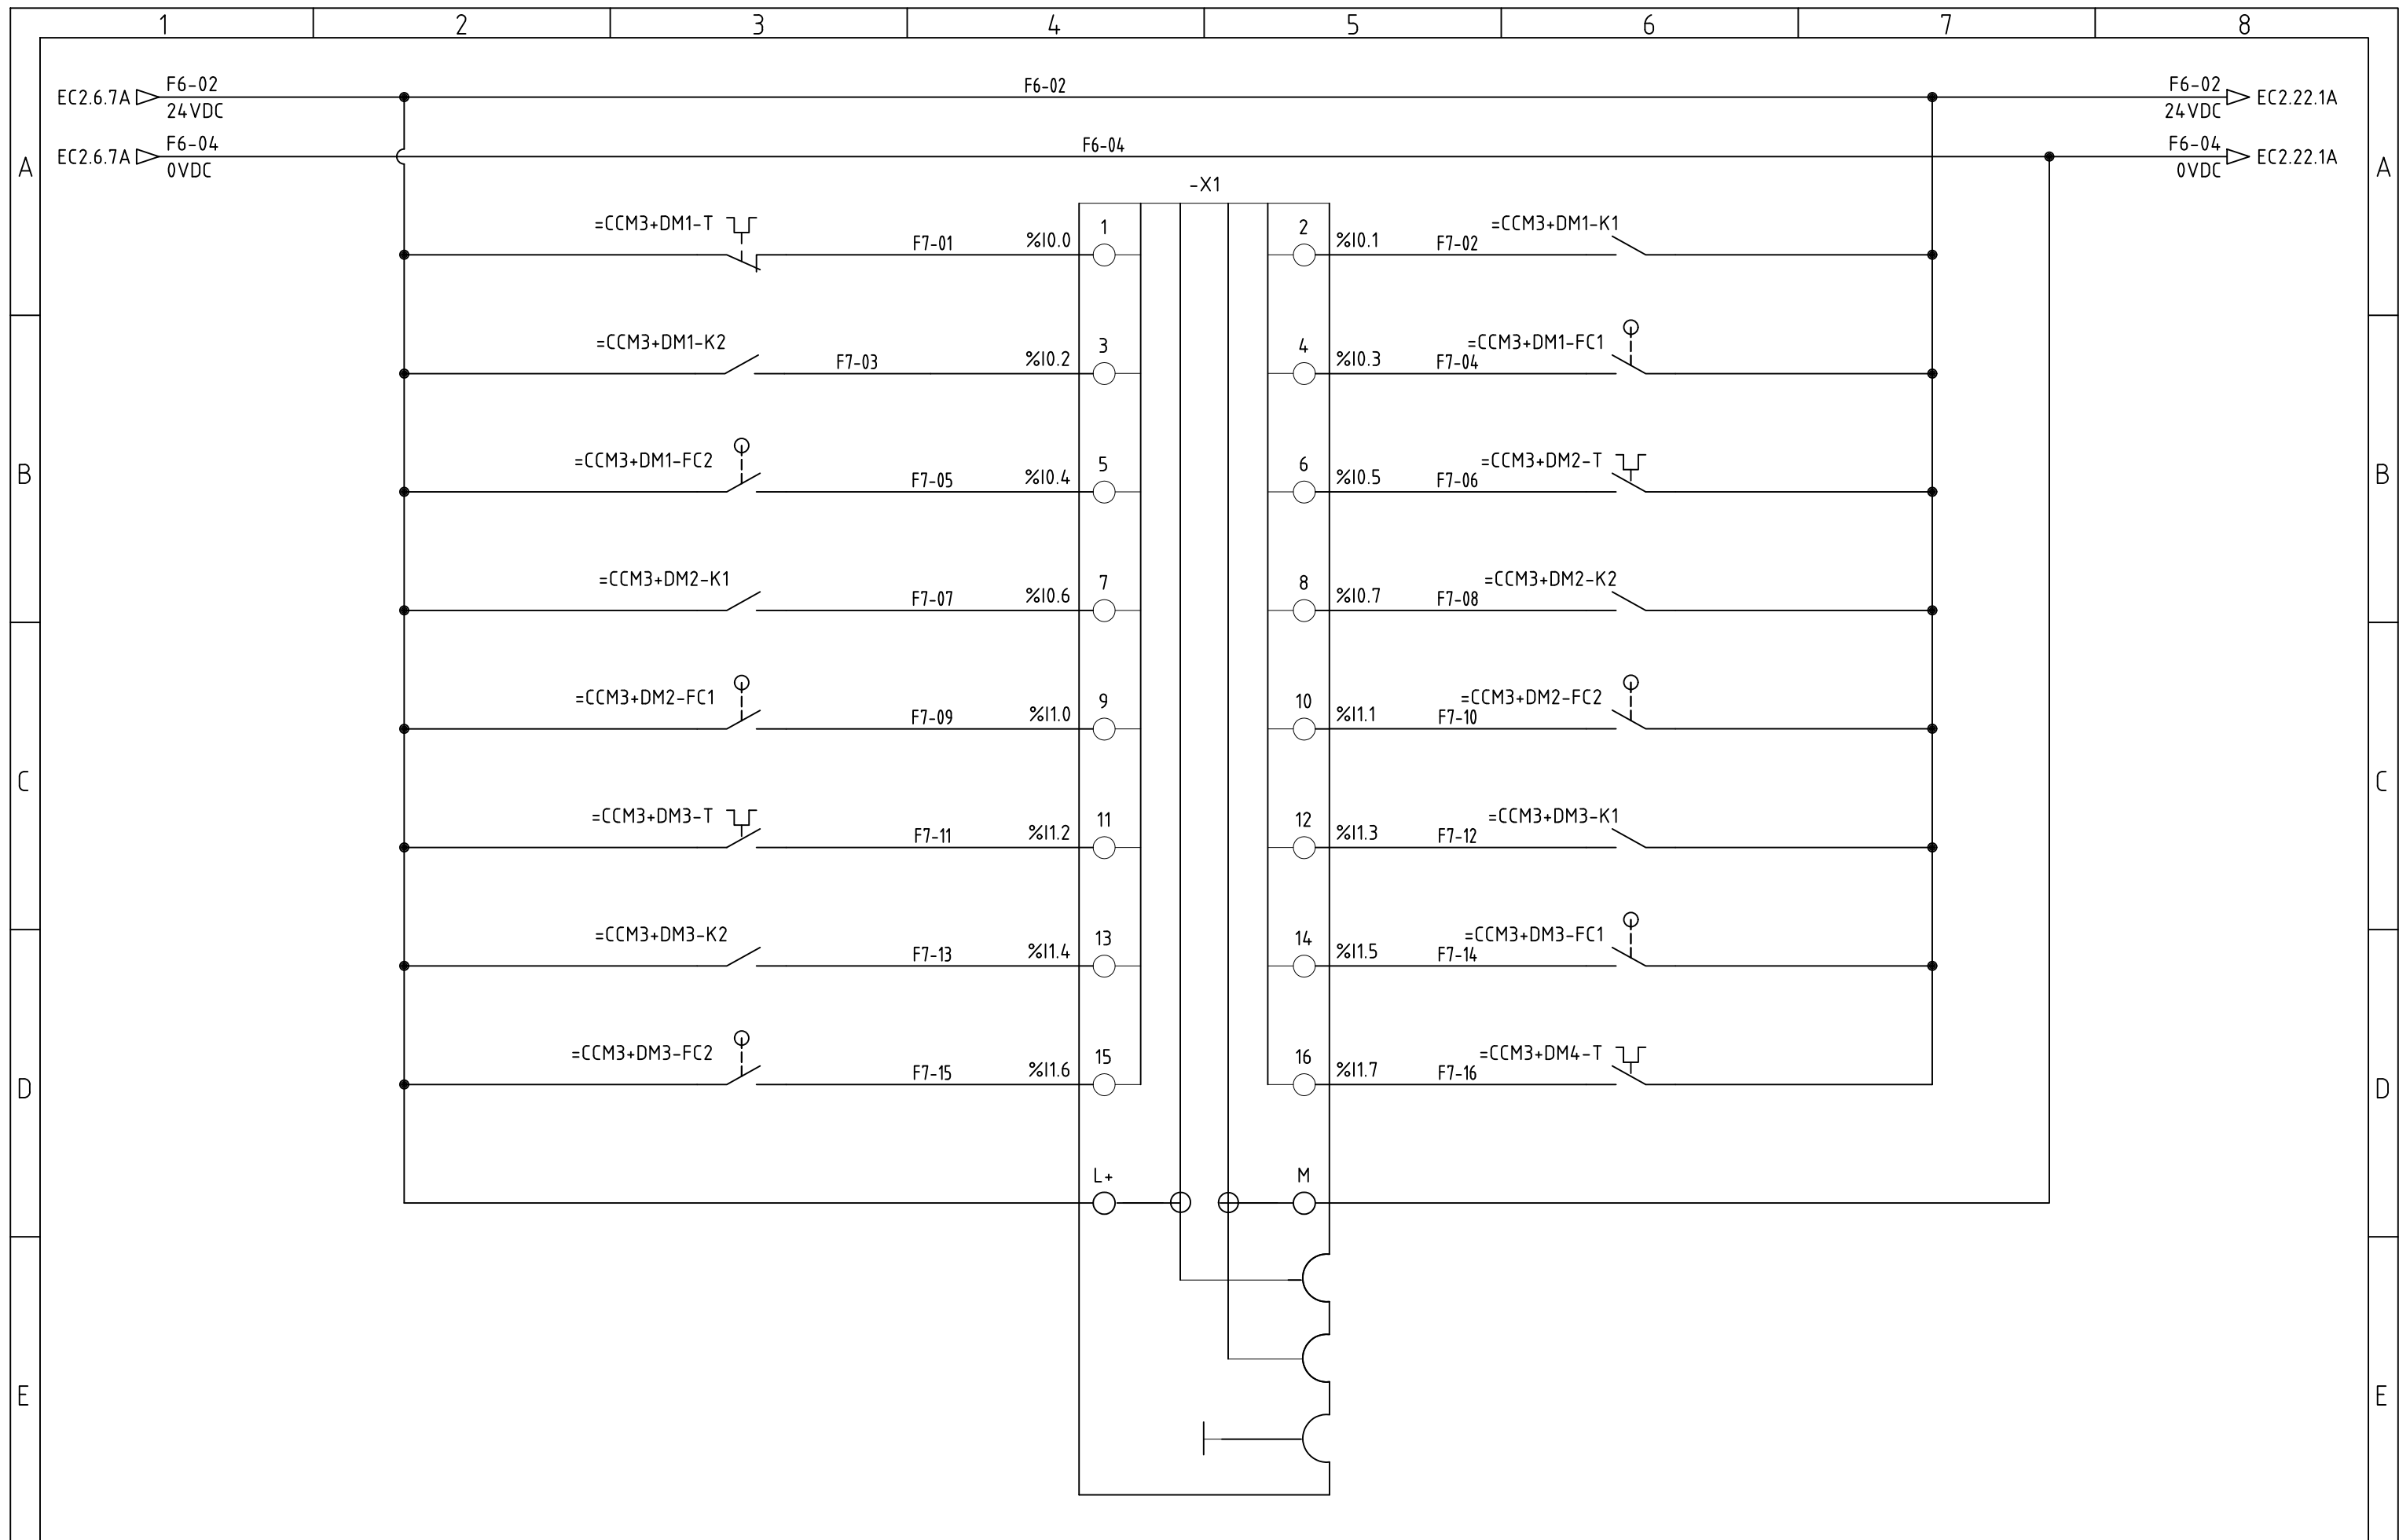 1 2 3 4 5 6 7 8
EC2.6.7A F6-02 F6-02 F6-02 EC2.22.1A
24VDC 24VDC
EC2.6.7A F6-04 F6-04 F6-04 EC2.22.1A
0VDC 0VDC
A A
-X1
=CCM3+DM1-T F7-01 %I0.0 1 2 %I0.1 F7-02 =CCM3+DM1-K1
=CCM3+DM1-K2 F7-03 %I0.2 3 4 %I0.3 F7-04 =CCM3+DM1-FC1
=CCM3+DM1-FC2 F7-05 %I0.4 5 6 %I0.5 F7-06 =CCM3+DM2-T
B B
=CCM3+DM2-K1 F7-07 %I0.6 7 8 %I0.7 F7-08 =CCM3+DM2-K2
=CCM3+DM2-FC1 F7-09 %I1.0 9 10 %I1.1 F7-10 =CCM3+DM2-FC2
C C
=CCM3+DM3-T F7-11 %I1.2 11 12 %I1.3 F7-12 =CCM3+DM3-K1
=CCM3+DM3-K2 F7-13 %I1.4 13 14 %I1.5 F7-14 =CCM3+DM3-FC1
=CCM3+DM3-FC2 F7-15 %I1.6 15 16 %I1.7 F7-16 =CCM3+DM4-T
D D
L+ M
E E